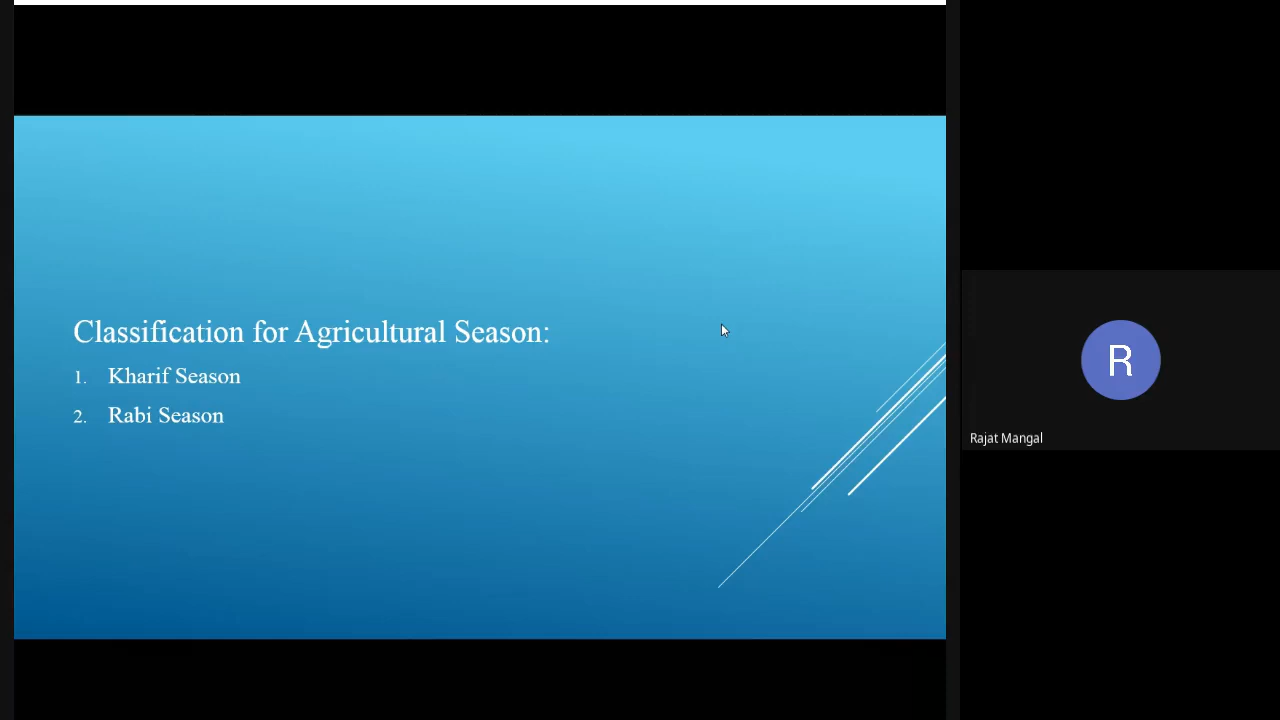 Classification for Agricultural Season:
1. Kharif Season
2. Rabi Season
R
Rajat Mangal